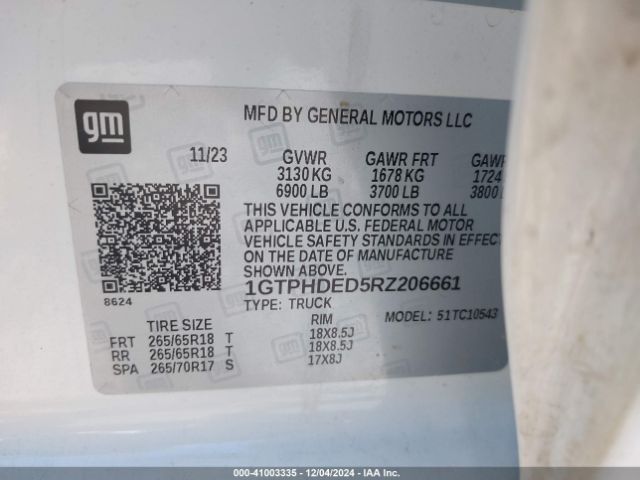 gm
MFD BY GENERAL MOTORS LLC
11/23 GVWR GAWR FRT GAWR
3130 KG 1678 KG 1724
6900 LB 3700 LB 3800
THIS VEHICLE CONFORMS TO ALL
APPLICABLE U.S. FEDERAL MOTOR
VEHICLE SAFETY STANDARDS IN EFFECT
ON THE DATE OF MANUFACTURE
SHOWN ABOVE.
1GTPHDED5RZ206661
8624
TYPE: TRUCK
MODEL: 51TC10543
TIRE SIZE RIM
FRT 265/65R18 T 18X8.5J
RR 265/65R18 T 18X8.5J
SPA 265/70R17 S 17X8J
000-41003335 - 12/04/2024 - IAA Inc.